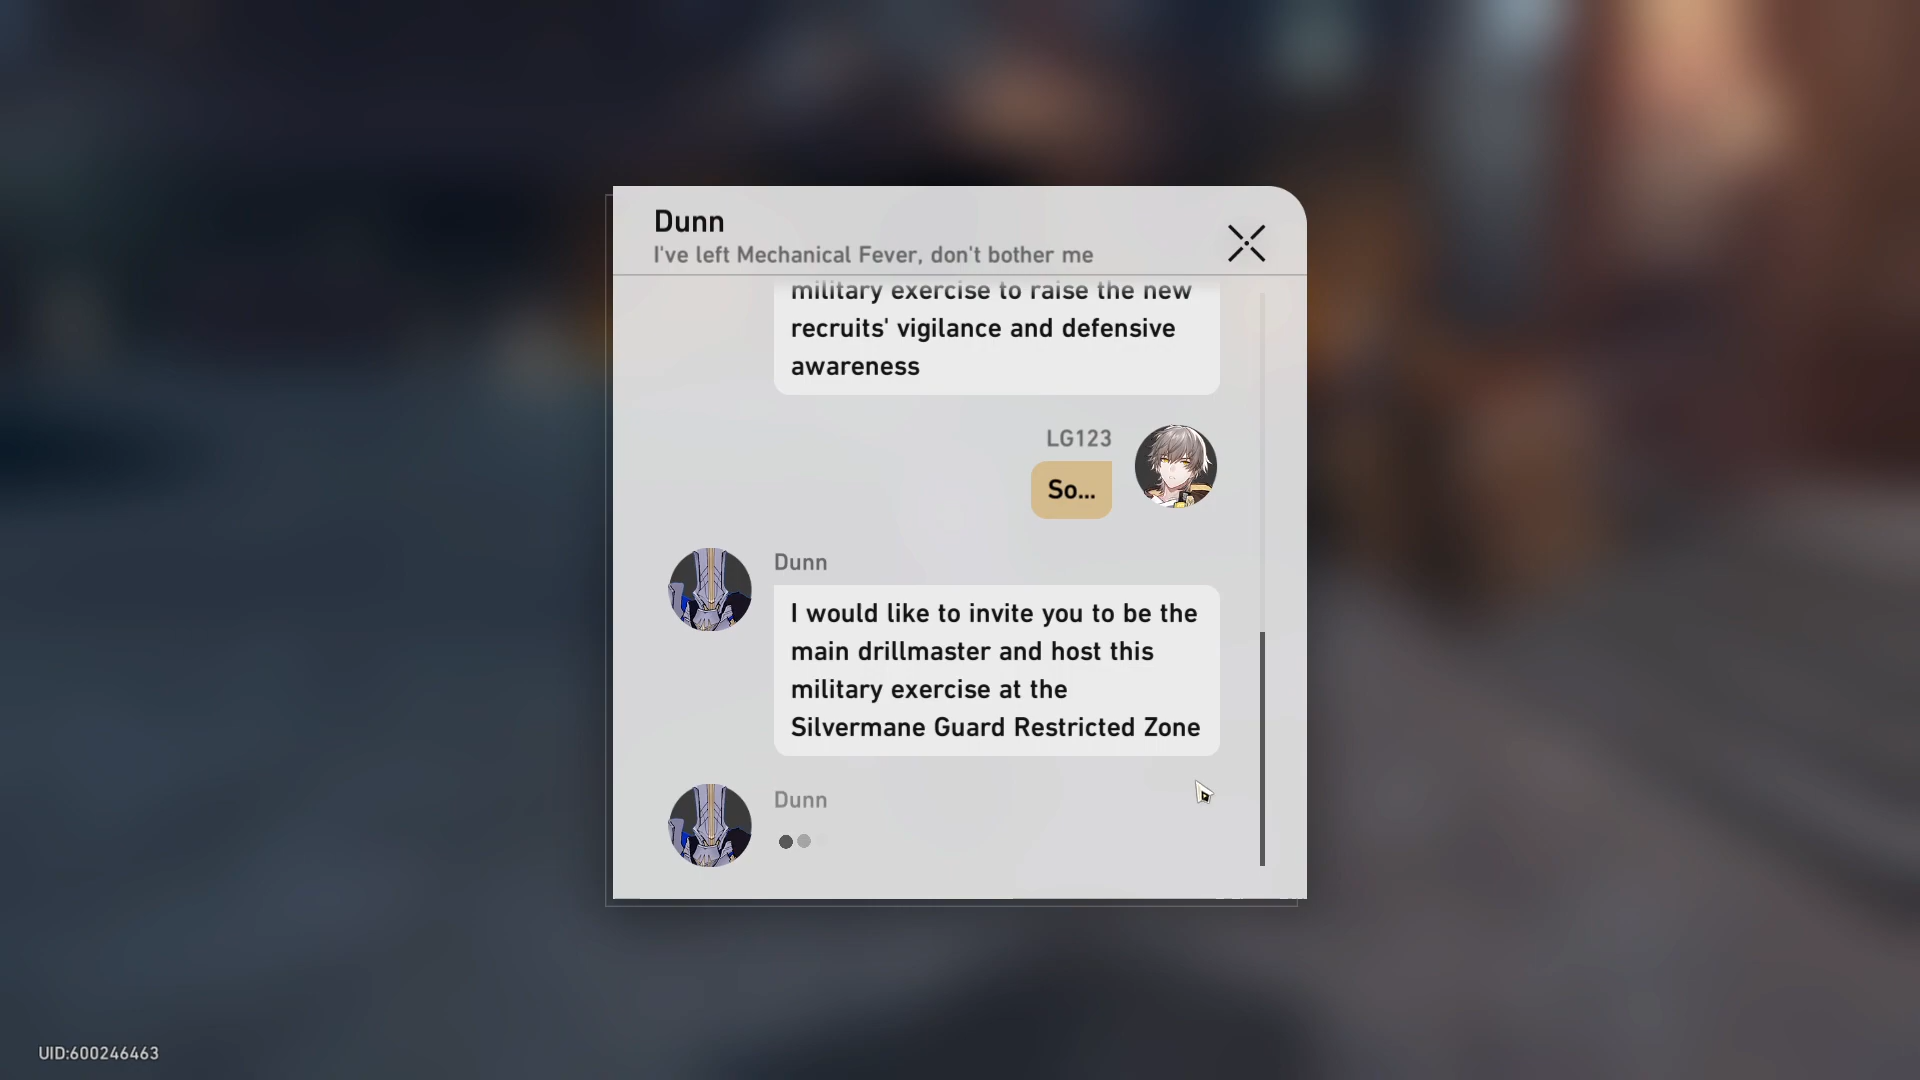 Dunn
I've left Mechanical Fever, don't bother me
military exercise to raise the new
recruits' vigilance and defensive
awareness
LG123
So...
Dunn
I would like to invite you to be the
main drillmaster and host this
military exercise at the
Silvermane Guard Restricted Zone
Dunn
UID:600246463